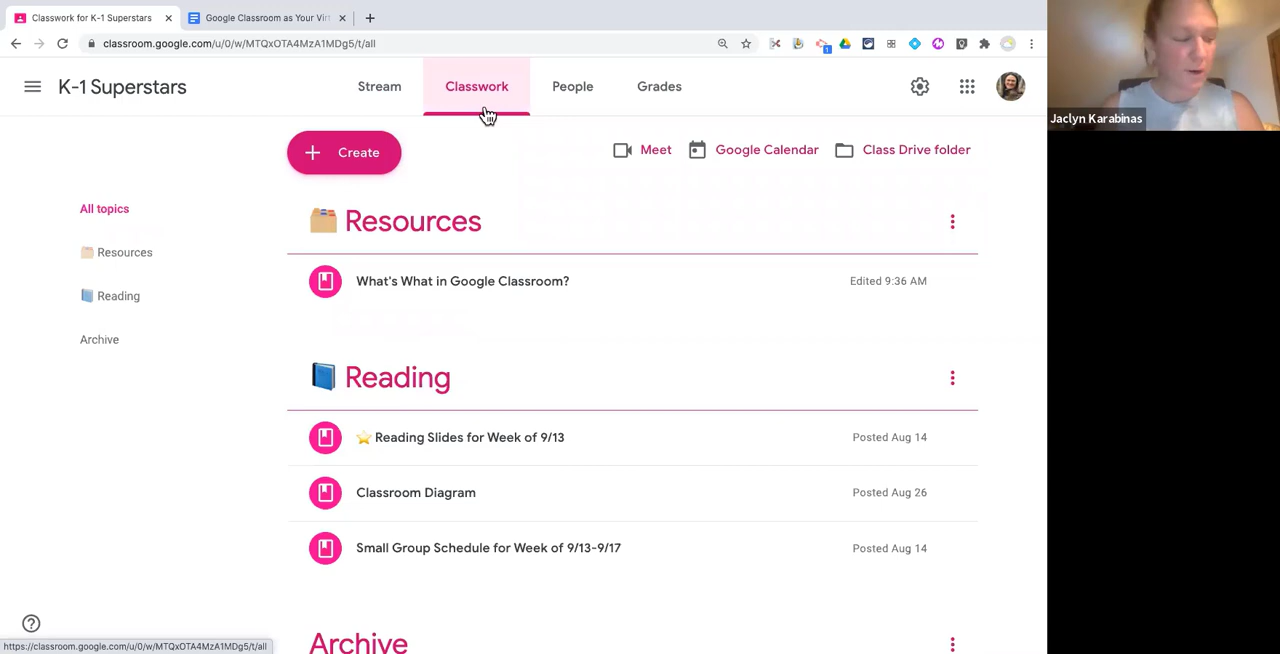 Classwork for K-1 Superstars
Google Classroom as Your Virt
classroom.google.com/u/0/w/MTQxOTA4MzA1MDg5/t/all
1
K-1 Superstars
Stream
Classwork
People
Grades
Jaclyn Karabinas
Create
Meet
Google Calendar
Class Drive folder
All topics
Resources
Reading
Archive
Resources
What's What in Google Classroom?
Edited 9:36 AM
Reading
Reading Slides for Week of 9/13
Posted Aug 14
Classroom Diagram
Posted Aug 26
Small Group Schedule for Week of 9/13-9/17
Posted Aug 14
Archive
https://classroom.google.com/u/0/w/MTQxOTA4MzA1MDg5/t/all